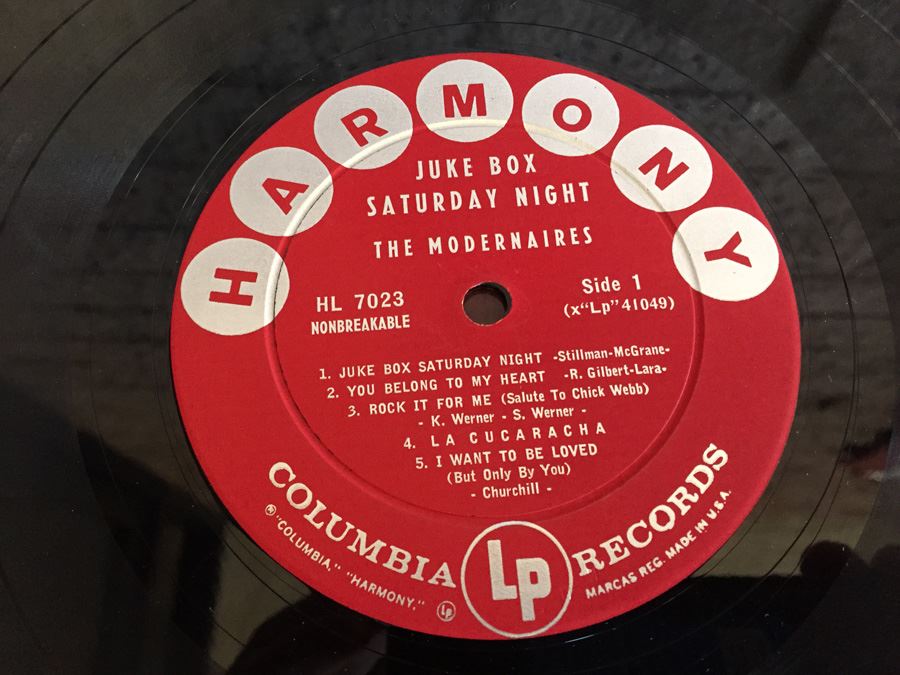 HARMONY
JUKE BOX
SATURDAY NIGHT
THE MODERNAIRES
HL 7023
NONBREAKABLE
Side 1
(x"Lp" 41049)
1. JUKE BOX SATURDAY NIGHT -Stillman-McGrane-
2. YOU BELONG TO MY HEART -R. Gilbert-Lara-
3. ROCK IT FOR ME (Salute To Chick Webb)
- K. Werner - S. Werner -
4. LA CUCARACHA
5. I WANT TO BE LOVED
(But Only By You)
- Churchill -
COLUMBIA Lp RECORDS
Ⓡ "COLUMBIA," "HARMONY," Lp MARCAS REG. MADE IN U.S.A.